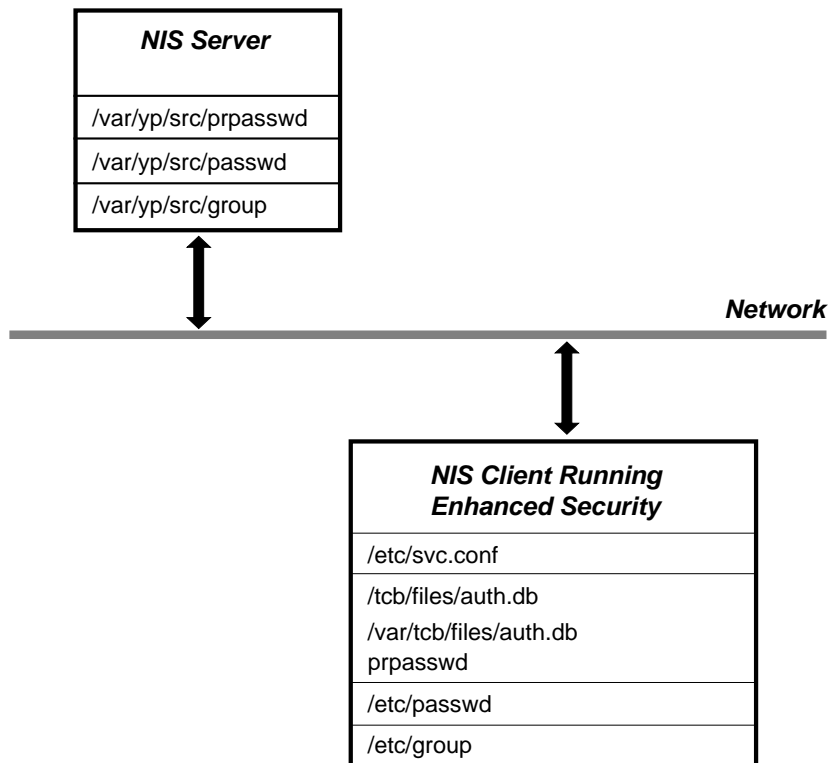 NIS Server
/var/yp/src/prpasswd
/var/yp/src/passwd
/var/yp/src/group
Network
NIS Client Running
Enhanced Security
/etc/svc.conf
/tcb/files/auth.db
/var/tcb/files/auth.db
prpasswd
/etc/passwd
/etc/group